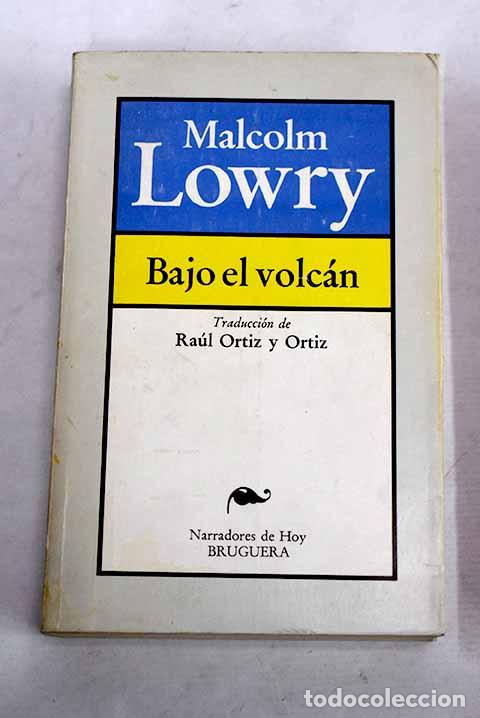 Malcolm
Lowry
Bajo el volcán
Traducción de
Raúl Ortiz y Ortiz
Narradores de Hoy
BRUGUERA
todocoleccion